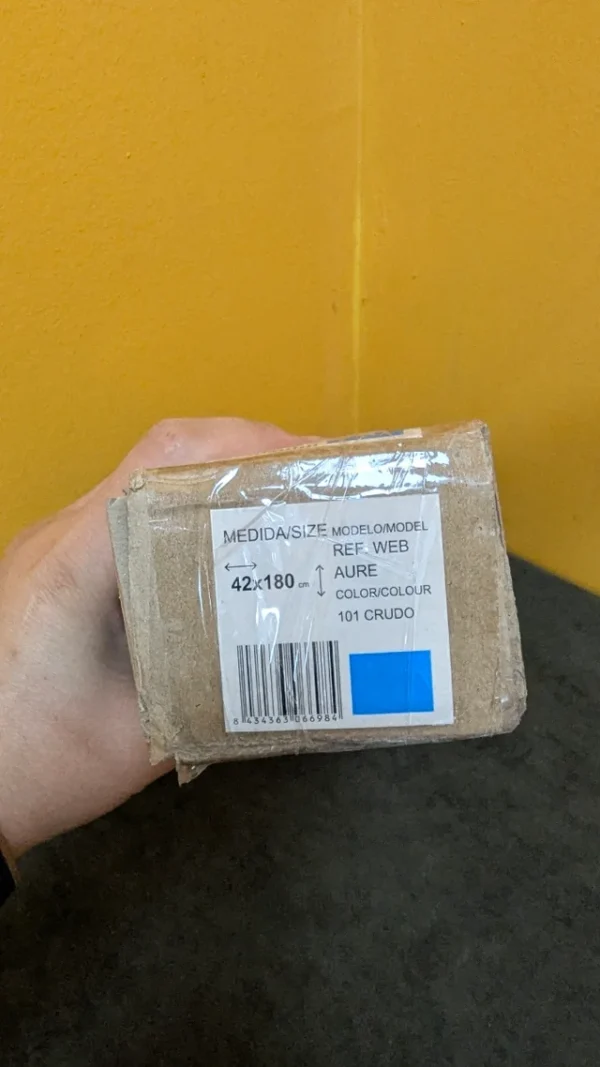 MEDIDA/SIZE
42x180 cm
MODELO/MODEL
REF. WEB
AURE
COLOR/COLOUR
101 CRUDO
8 434363 066984